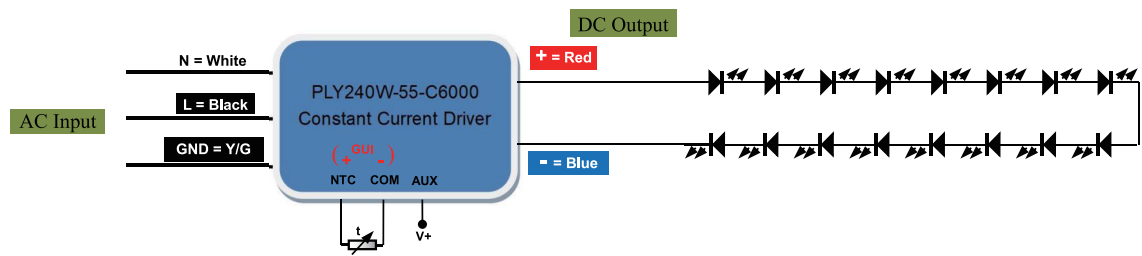 DC Output
N = White
+ = Red
PLY240W-55-C6000
L = Black
Constant Current Driver
AC Input
GND = Y/G
(+ GUI -)
- = Blue
NTC COM AUX
t
V+